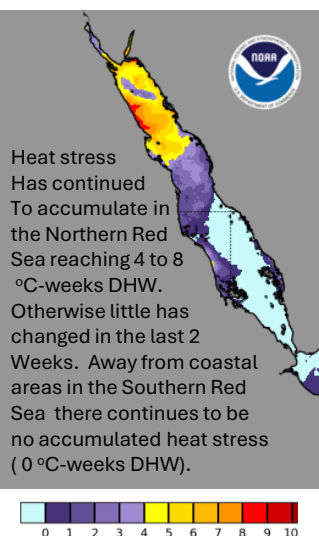 NOAA
Heat stress
Has continued
To accumulate in
the Northern Red
Sea reaching 4 to 8
°C-weeks DHW.
Otherwise little has
changed in the last 2
Weeks. Away from coastal
areas in the Southern Red
Sea there continues to be
no accumulated heat stress
( 0 °C-weeks DHW).
0 1 2 3 4 5 6 7 8 9 10